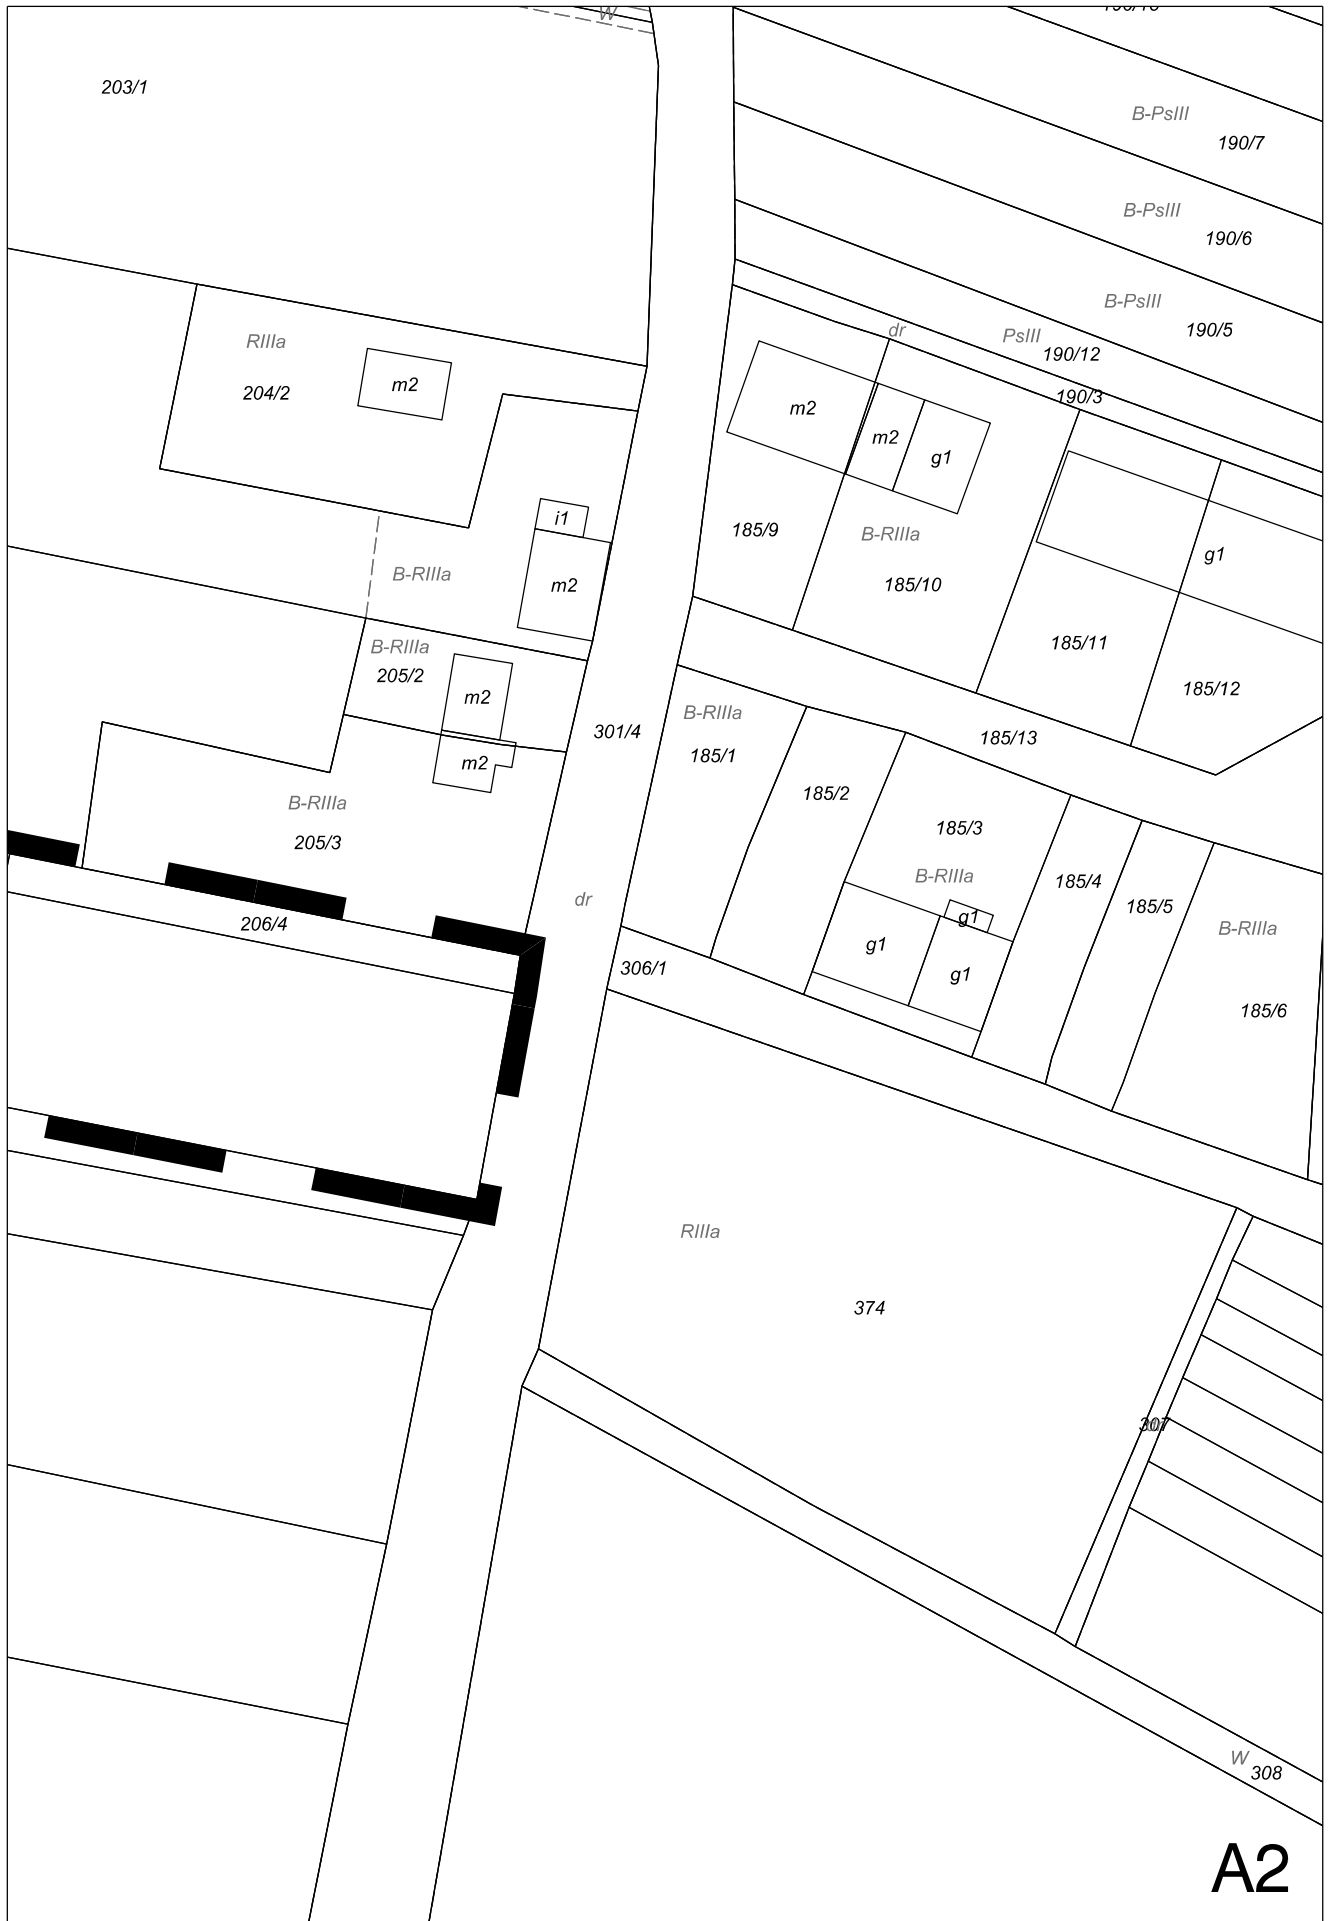 W
203/1
B-PsIII
190/7
B-PsIII
190/6
B-PsIII
190/5
dr
PsIII
190/12
190/3
RIIIa
204/2
m2
m2
m2
g1
185/9
B-RIIIa
185/10
g1
185/11
185/12
i1
m2
B-RIIIa
B-RIIIa
205/2
m2
m2
301/4
B-RIIIa
185/1
185/13
185/2
B-RIIIa
205/3
185/3
B-RIIIa
185/4
185/5
g1
g1
g1
B-RIIIa
185/6
dr
206/4
306/1
RIIIa
374
307
W
308
A2